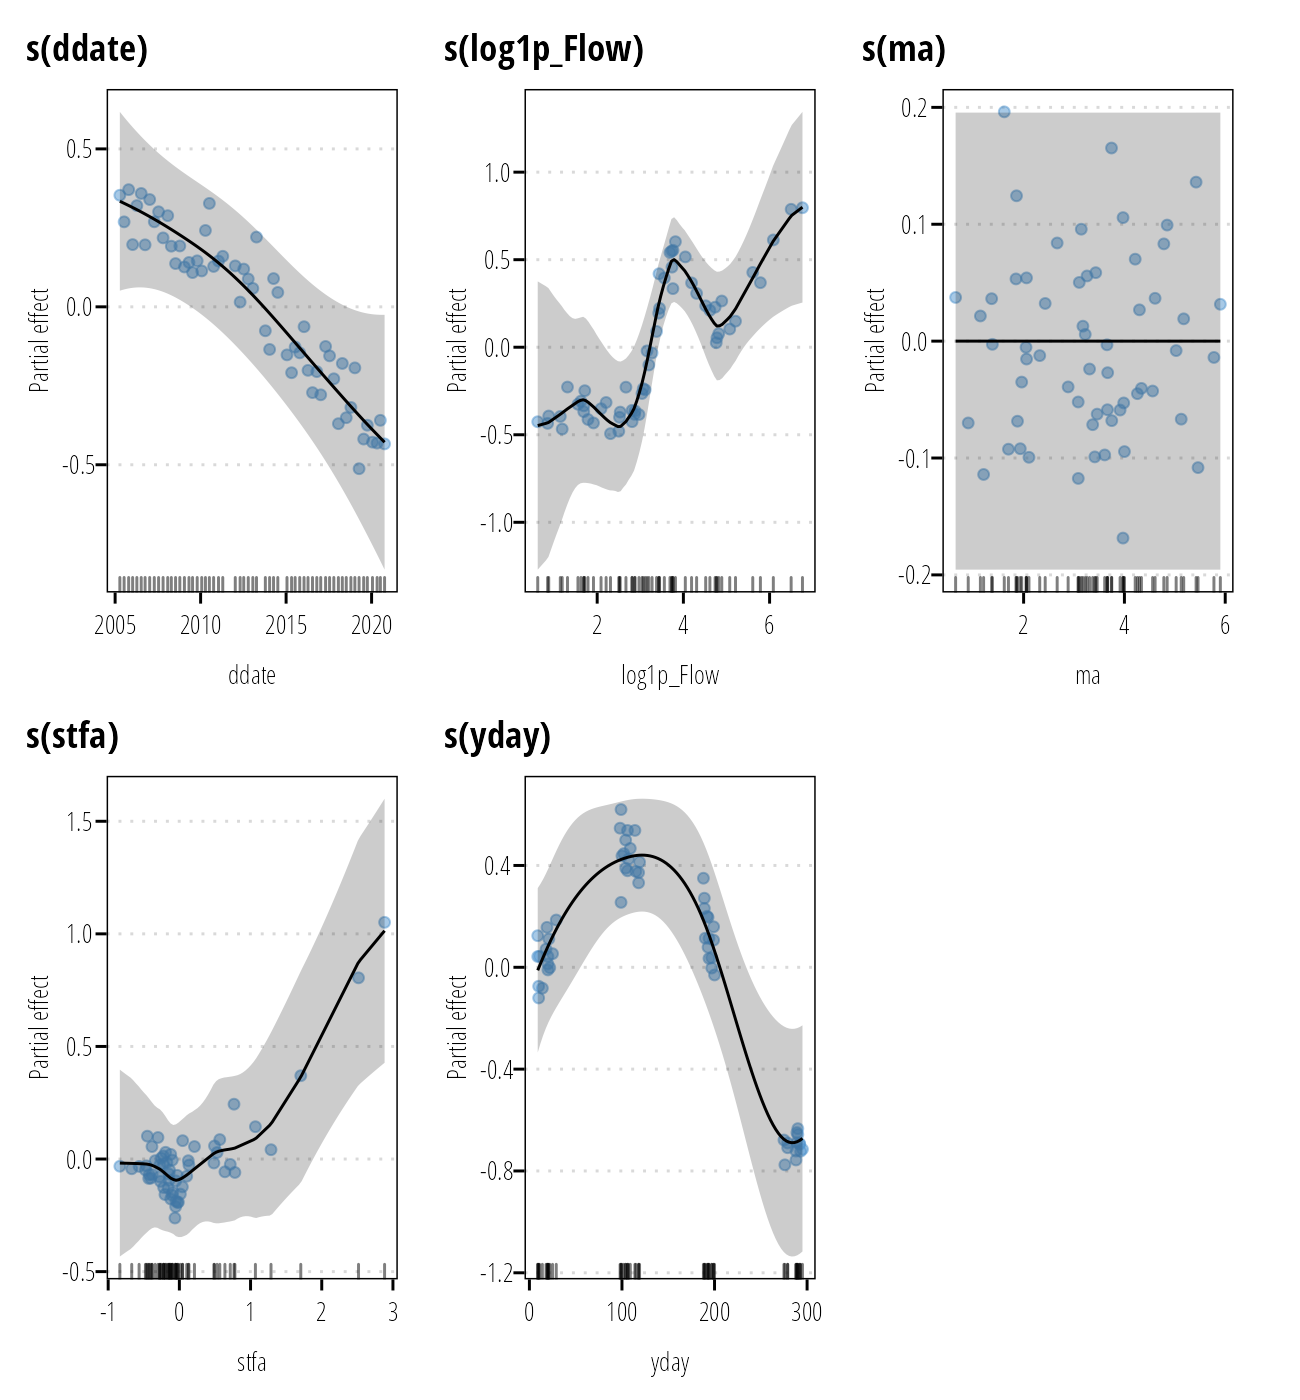 s(ddate)
s(log1p_Flow)
s(ma)
Partial effect
0.5
0.0
-0.5
2005 2010 2015 2020
ddate
Partial effect
1.0
0.5
0.0
-0.5
-1.0
2 4 6
log1p_Flow
Partial effect
0.2
0.1
0.0
-0.1
-0.2
2 4 6
ma
s(stfa)
s(yday)
Partial effect
1.5
1.0
0.5
0.0
-0.5
-1 0 1 2 3
stfa
Partial effect
0.4
0.0
-0.4
-0.8
-1.2
0 100 200 300
yday